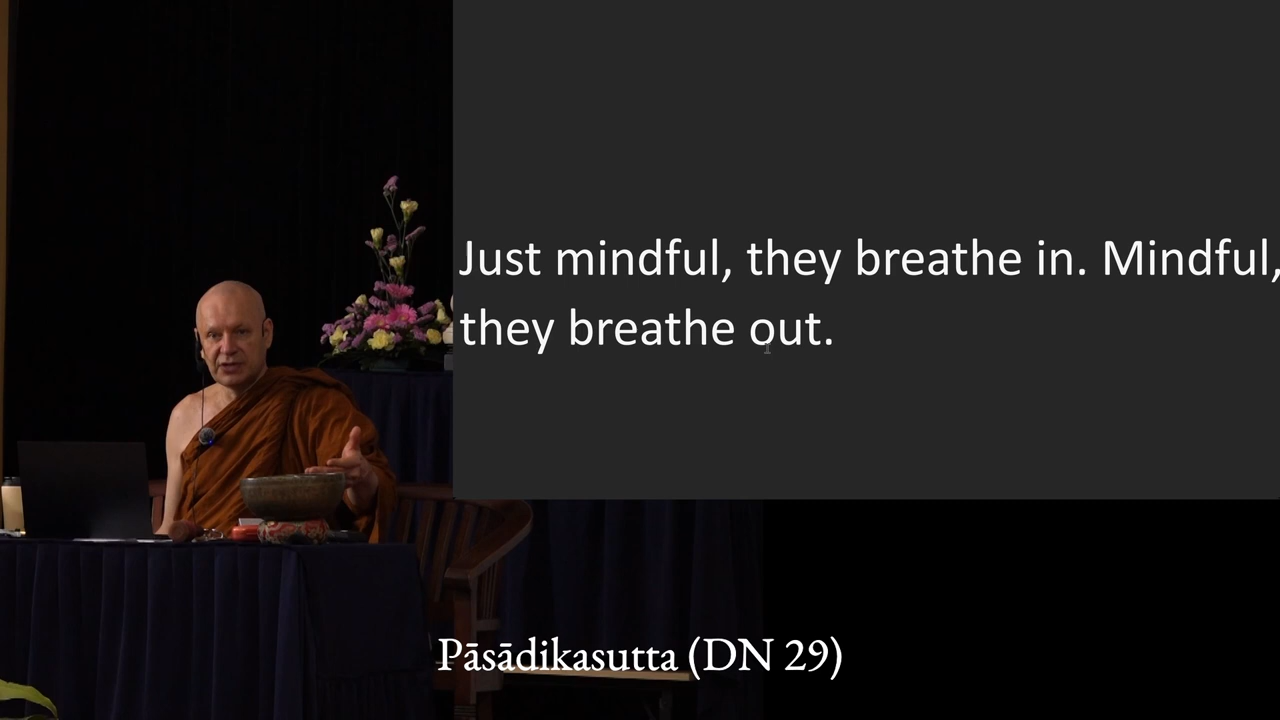 Just mindful, they breathe in. Mindful,
they breathe out.
Pāsādikasutta (DN 29)